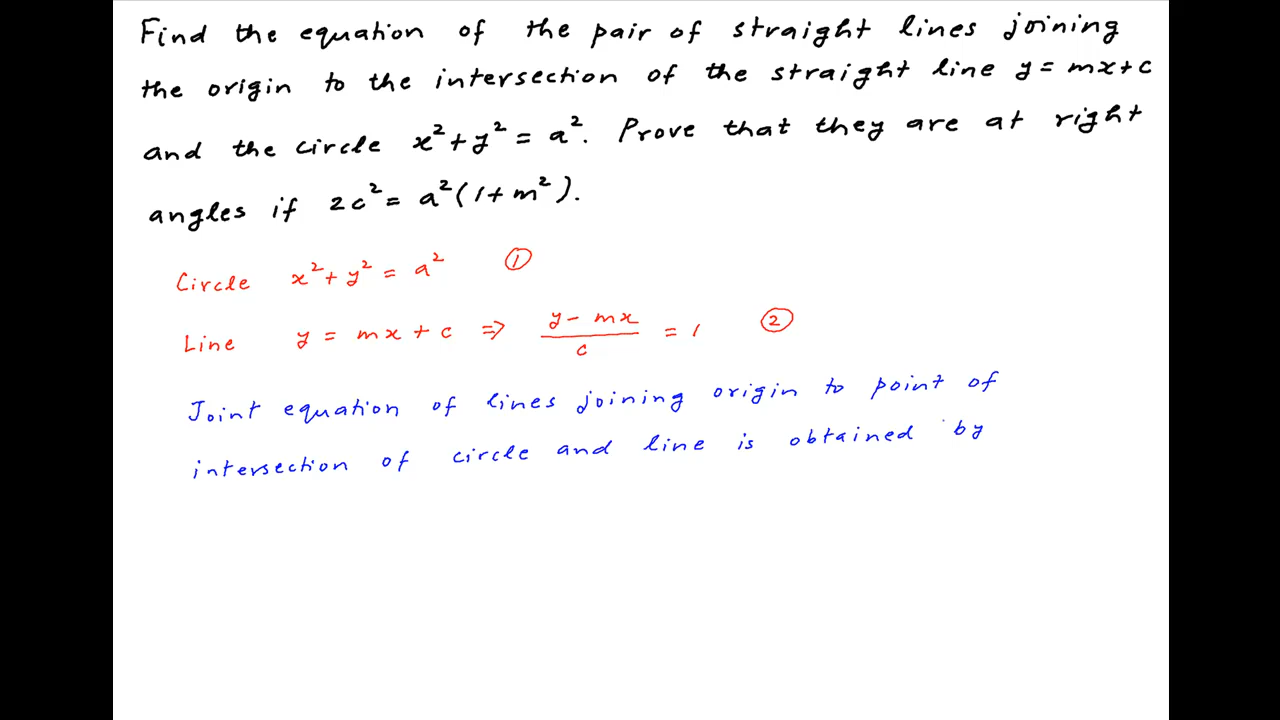 Find the equation of the pair of straight lines joining
the origin to the intersection of the straight line y = mx + c
and the circle x² + y² = a². Prove that they are at right
angles if 2c² = a²(1 + m²).
Circle x² + y² = a² ①
Line y = mx + c ⇒ (y - mx)/c = 1 ②
Joint equation of lines joining origin to point of
intersection of circle and line is obtained by